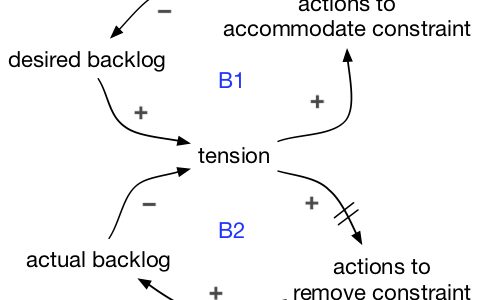 actions to
−
accommodate constraint
desired backlog
B1
+
+
tension
−
+
B2
actual backlog
actions to
+
remove constraint